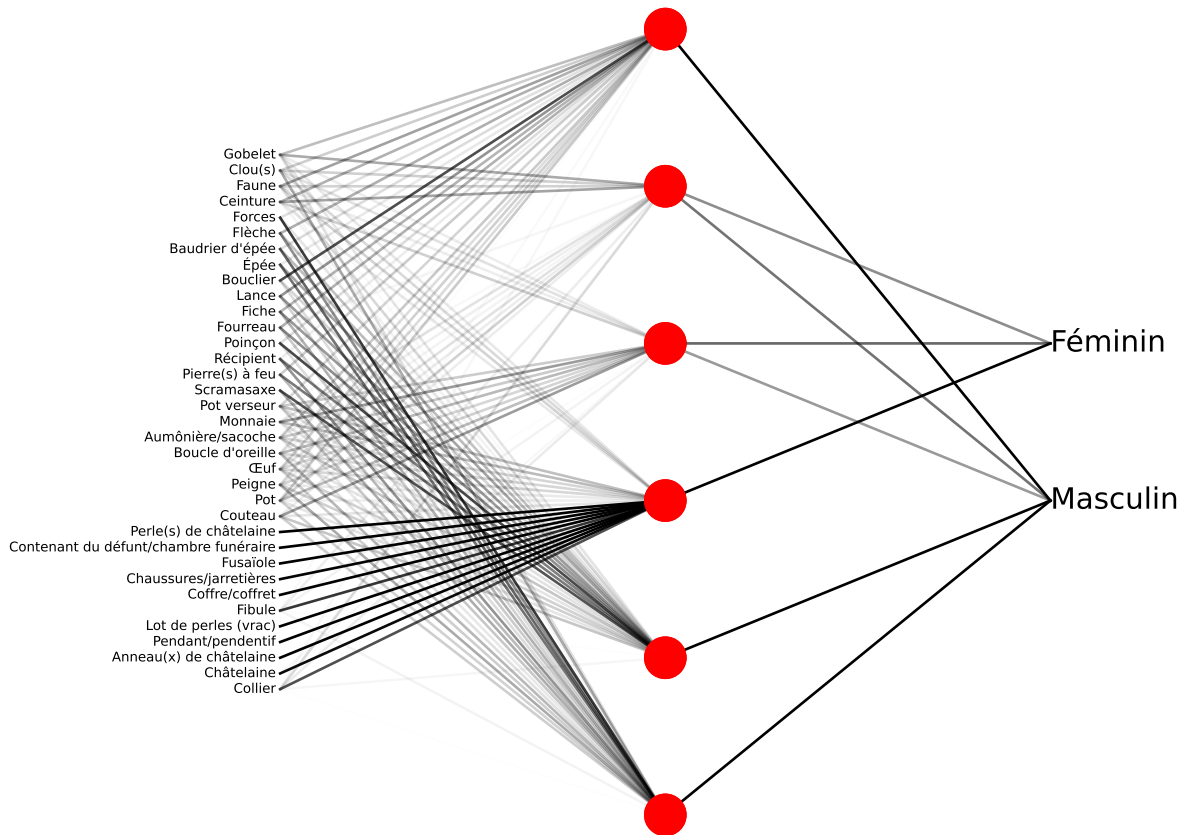 Gobelet
Clou(s)
Faune
Ceinture
Forces
Flèche
Baudrier d'épée
Épée
Bouclier
Lance
Fiche
Fourreau
Poinçon
Récipient
Pierre(s) à feu
Scramasaxe
Pot verseur
Monnaie
Aumônière/sacoche
Boucle d'oreille
Œuf
Peigne
Pot
Couteau
Perle(s) de châtelaine
Contenant du défunt/chambre funéraire
Fusaïole
Chaussures/jarretières
Coffre/coffret
Fibule
Lot de perles (vrac)
Pendant/pendentif
Anneau(x) de châtelaine
Châtelaine
Collier
Féminin
Masculin